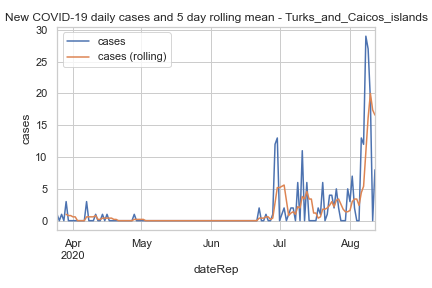 New COVID-19 daily cases and 5 day rolling mean - Turks_and_Caicos_islands
30
25
20
15
10
5
0
cases
cases
cases (rolling)
Apr
2020
May
Jun
Jul
Aug
dateRep